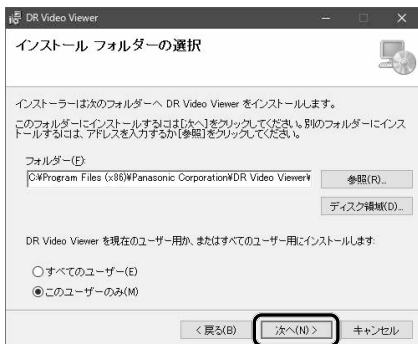 DR Video Viewer
インストール フォルダーの選択
インストーラーは次のフォルダーへ DR Video Viewer をインストールします。
このフォルダーにインストールするには[次へ]をクリックしてください。別のフォルダーにインス
トールするには、アドレスを入力するか[参照]をクリックしてください。
フォルダー(F):
C:¥Program Files (x86)¥Panasonic Corporation¥DR Video Viewer¥
参照(R)...
ディスク領域(D)...
DR Video Viewer を現在のユーザー用か、またはすべてのユーザー用にインストールします:
すべてのユーザー(E)
このユーザーのみ(M)
< 戻る(B)
次へ(N) >
キャンセル